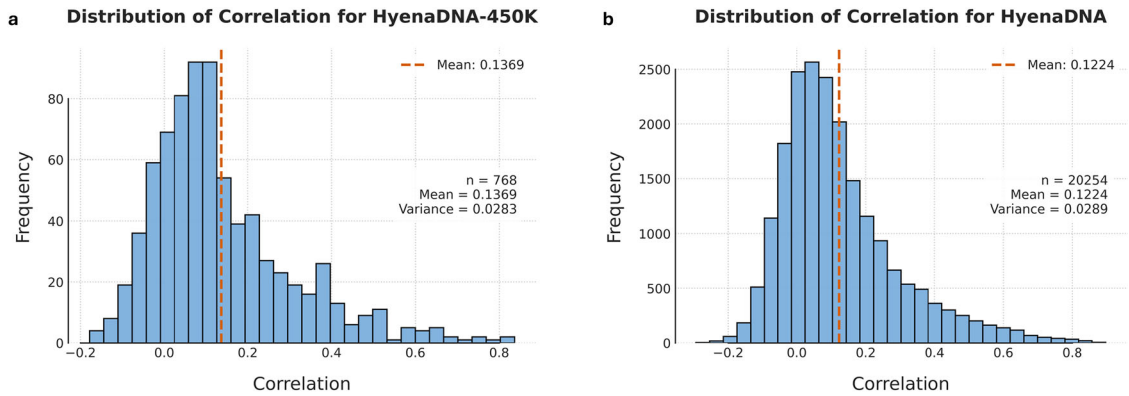 a
Distribution of Correlation for HyenaDNA-450K
Mean: 0.1369
n = 768
Mean = 0.1369
Variance = 0.0283
Frequency
80
60
40
20
0
−0.2 0.0 0.2 0.4 0.6 0.8
Correlation
b
Distribution of Correlation for HyenaDNA
Mean: 0.1224
n = 20254
Mean = 0.1224
Variance = 0.0289
Frequency
2500
2000
1500
1000
500
0
−0.2 0.0 0.2 0.4 0.6 0.8
Correlation